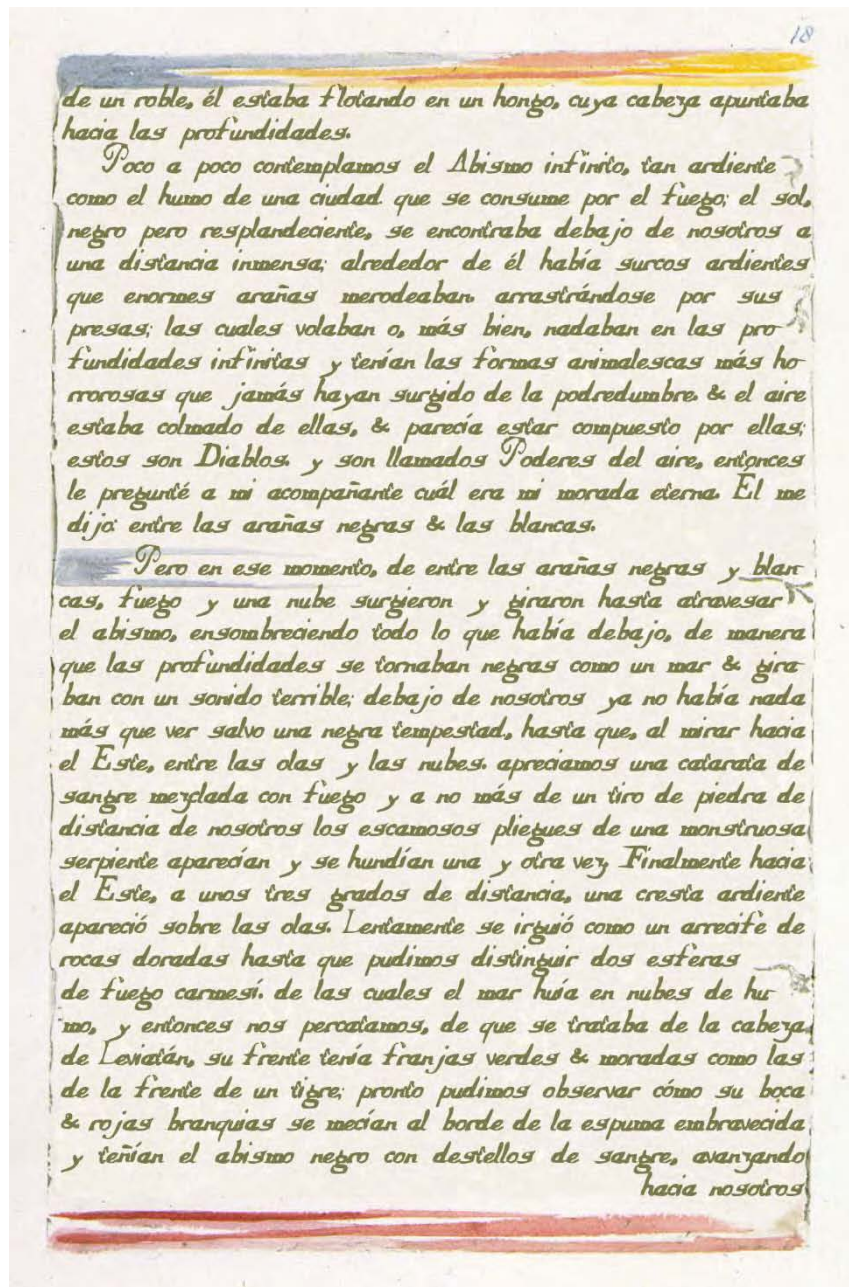 18
de un roble, él estaba flotando en un hongo, cuya cabeza apuntaba
hacia las profundidades.
Poco a poco contemplamos el Abismo infinito, tan ardiente
como el humo de una ciudad que se consume por el fuego; el sol,
negro pero resplandeciente, se encontraba debajo de nosotros a
una distancia inmensa; alrededor de él había surcos ardientes
que enormes arañas merodeaban. arrastrándose por sus
presas; las cuales volaban o, más bien, nadaban en las pro-
fundidades infinitas y tenían las formas animalescas más ho-
rrorosas que jamás hayan surgido de la podredumbre. & el aire
estaba colmado de ellas, & parecía estar compuesto por ellas;
estos son Diablos. y son llamados Poderes del aire, entonces
le pregunté a mi acompañante cuál era mi morada eterna. Él me
dijo: entre las arañas negras & las blancas.
Pero en ese momento, de entre las arañas negras y blan-
cas, fuego y una nube surgieron y giraron hasta atravesar
el abismo, ensombreciendo todo lo que había debajo, de manera
que las profundidades se tornaban negras como un mar & gira-
ban con un sonido terrible; debajo de nosotros ya no había nada
más que ver salvo una negra tempestad, hasta que, al mirar hacia
el Este, entre las olas y las nubes. apreciamos una catarata de
sangre mezclada con fuego y a no más de un tiro de piedra de
distancia de nosotros los escamosos pliegues de una monstruosa
serpiente aparecían y se hundían una y otra vez, Finalmente hacia
el Este, a unos tres grados de distancia, una cresta ardiente
apareció sobre las olas. Lentamente se irguió como un arrecife de
rocas doradas hasta que pudimos distinguir dos esferas
de fuego carmesí. de las cuales el mar huía en nubes de hu-
mo, y entonces nos percatamos, de que se trataba de la cabeza
de Leviatán, su frente tenía franjas verdes & moradas como las
de la frente de un tigre; pronto pudimos observar cómo su boca
& rojas branquias se mecían al borde de la espuma embravecida
y teñían el abismo negro con destellos de sangre, avanzando
hacia nosotros